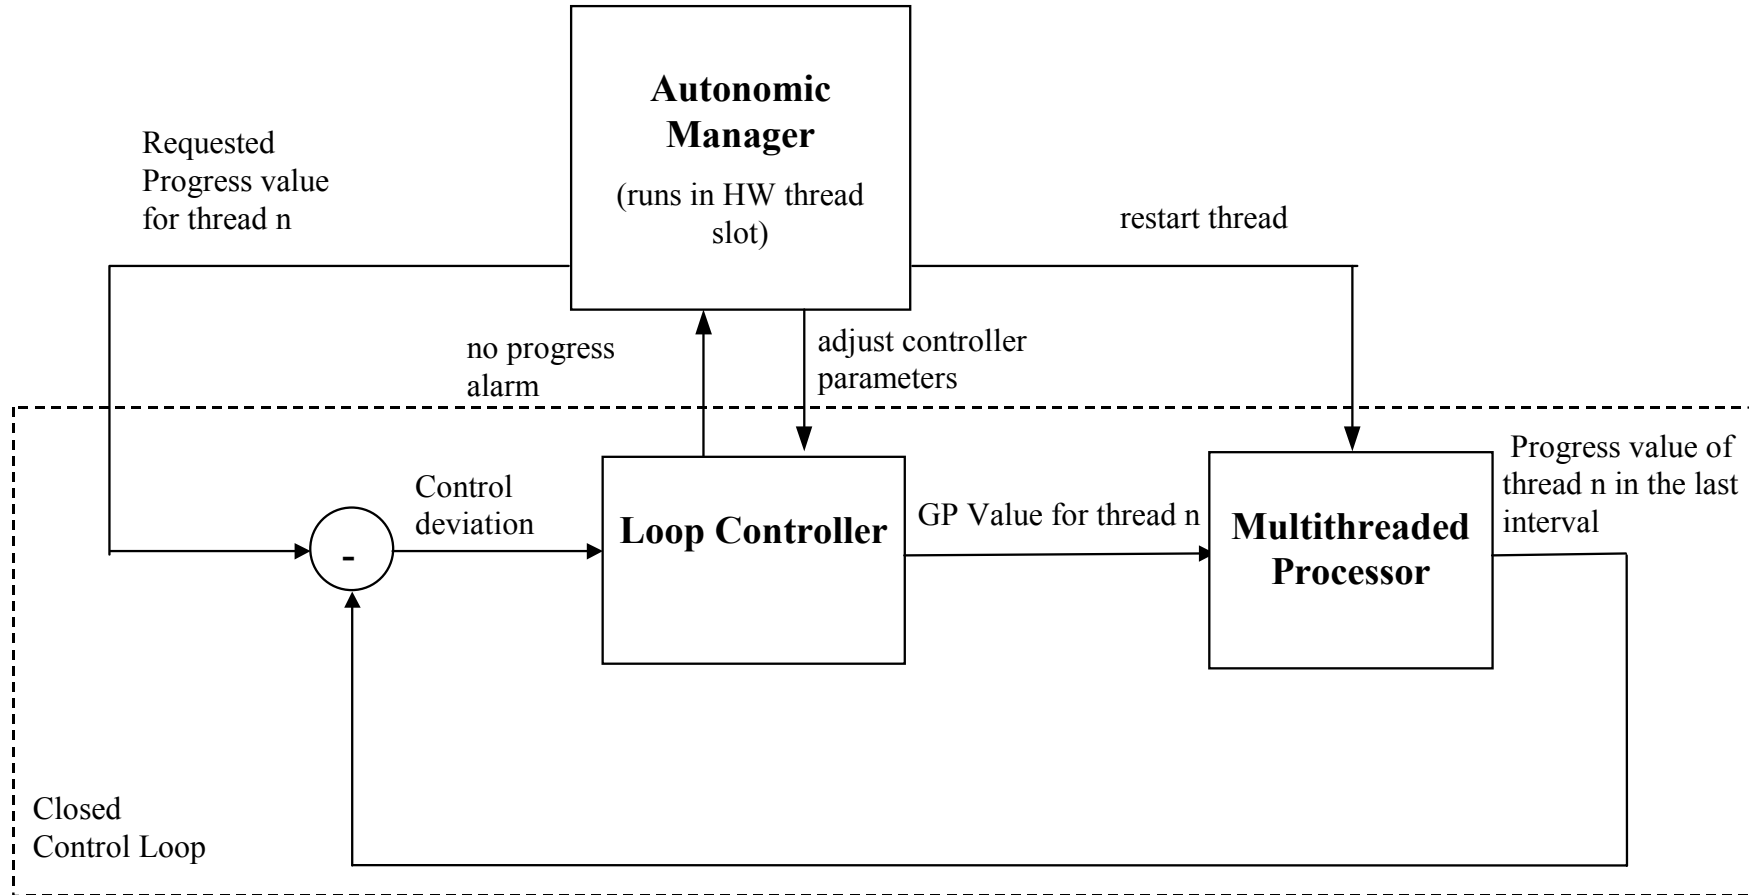 Autonomic
Manager
(runs in HW thread
slot)
Requested
Progress value
for thread n
restart thread
no progress
alarm
adjust controller
parameters
Control
deviation
-
Loop Controller
GP Value for thread n
Multithreaded
Processor
Progress value of
thread n in the last
interval
Closed
Control Loop